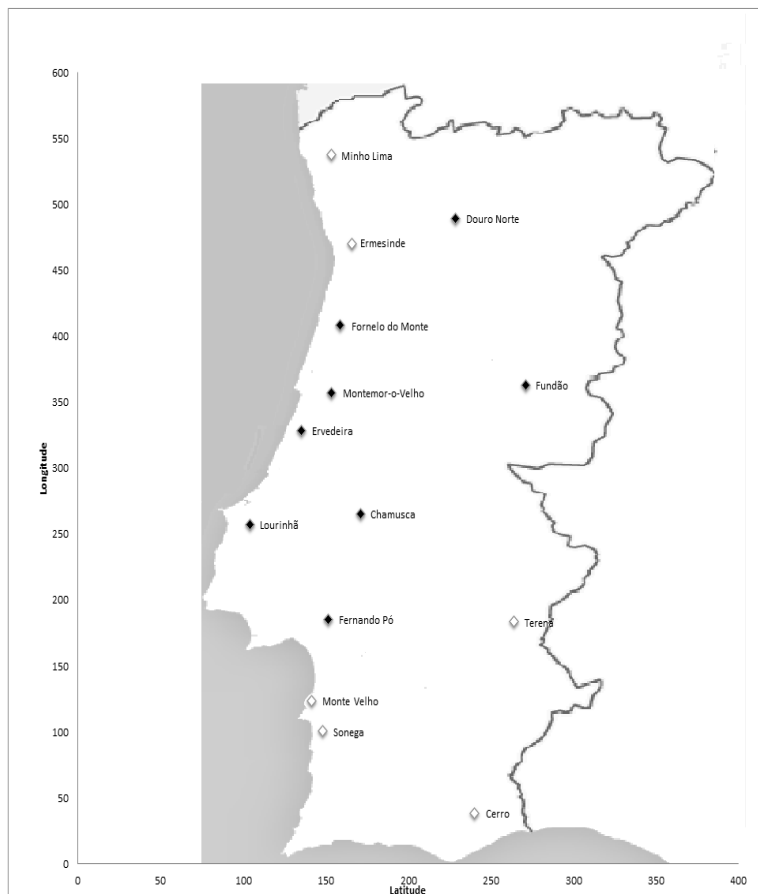 600
550
Minho Lima
500
Douro Norte
Ermesinde
450
400
Fornelo do Monte
350
Montemor-o-Velho
Fundão
Ervedeira
Longitude
300
250
Lourinhã
Chamusca
200
Fernando Pó
Terena
150
Monte Velho
100
Sonega
50
Cerro
0
0 50 100 150 200 250 300 350 400
Latitude